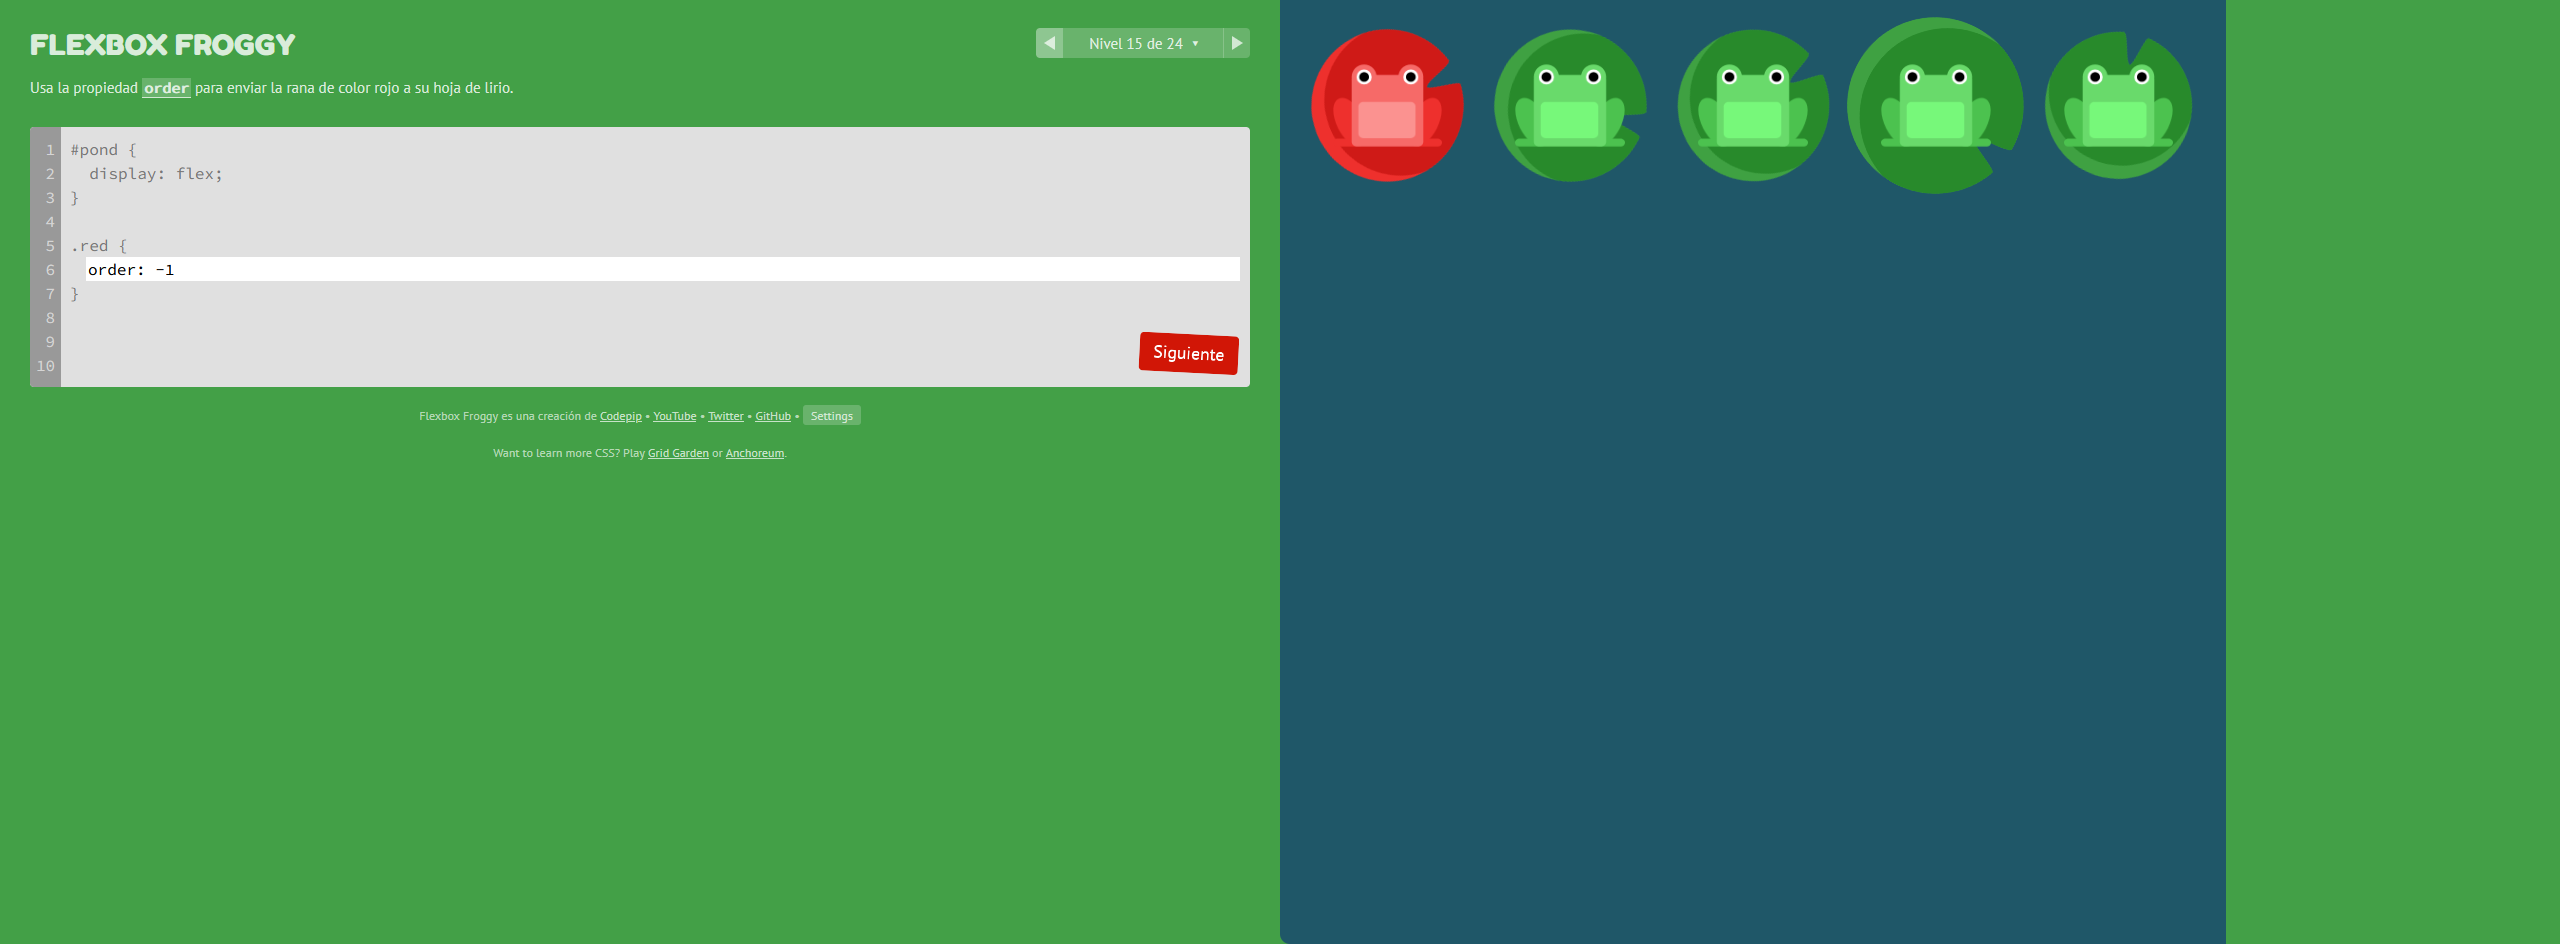 FLEXBOX FROGGY
Nivel 15 de 24 ▼
Usa la propiedad order para enviar la rana de color rojo a su hoja de lirio.
1 #pond {
2   display: flex;
3 }
4
5 .red {
6   order: -1
7 }
8
9
10
Siguiente
Flexbox Froggy es una creación de Codepip • YouTube • Twitter • GitHub • Settings
Want to learn more CSS? Play Grid Garden or Anchoreum.